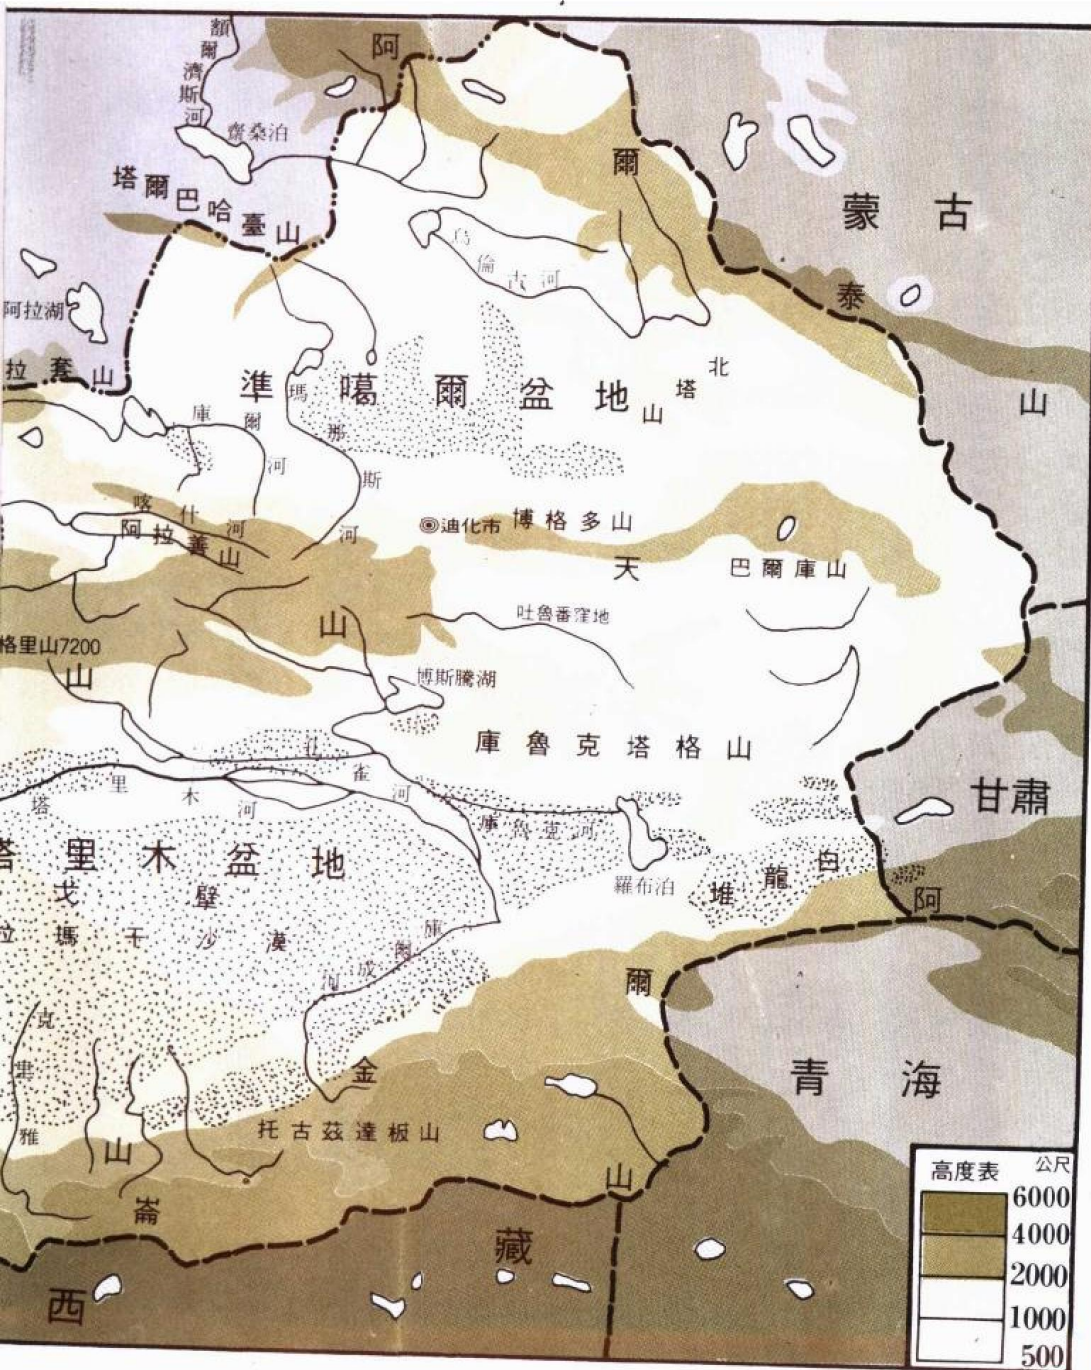 額爾濟斯河
齋桑泊
塔爾巴哈臺山
阿爾泰山
蒙古
烏倫古河
阿拉湖
拉套山
準噶爾盆地
北塔山
瑪那斯河
庫爾河
喀什河
阿拉善山
迪化市
博格多山
天山
巴爾庫山
吐魯番窪地
格里山7200
山
博斯騰湖
庫魯克塔格山
孔雀河
塔里木河
庫魯克河
甘肅
塔里木盆地
戈壁
拉瑪干沙漠
羅布泊
白龍堆
庫爾成河
阿爾金山
克里雅
青海
托古茲達板山
崙山
西藏
高度表
公尺
6000
4000
2000
1000
500